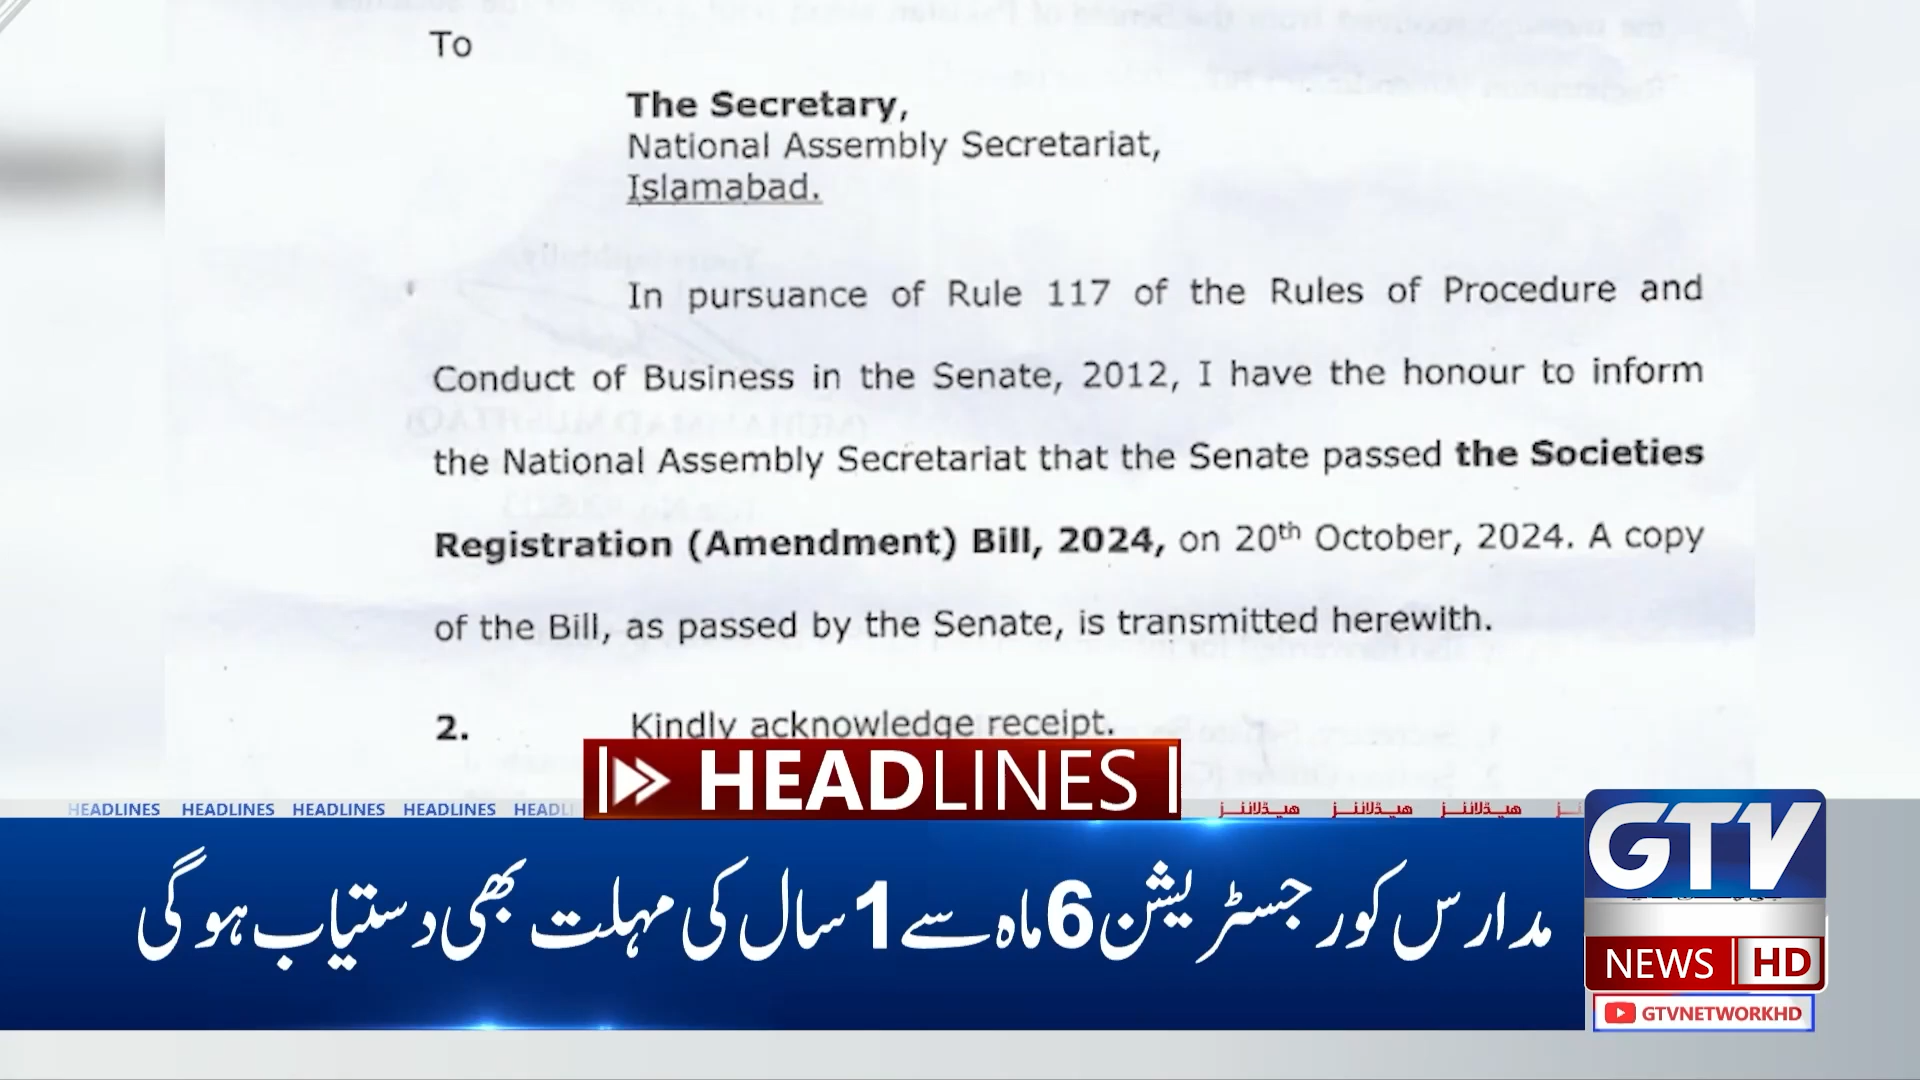 To
The Secretary,
National Assembly Secretariat,
Islamabad.
In pursuance of Rule 117 of the Rules of Procedure and
Conduct of Business in the Senate, 2012, I have the honour to inform
the National Assembly Secretariat that the Senate passed the Societies
Registration (Amendment) Bill, 2024, on 20th October, 2024. A copy
of the Bill, as passed by the Senate, is transmitted herewith.
2. Kindly acknowledge receipt.
HEADLINES
HEADLINES HEADLINES HEADLINES HEADLINES HEADL
ہیڈلائنز ہیڈلائنز ہیڈلائنز
مدارس کو رجسٹریشن 6 ماہ سے 1 سال کی مہلت بھی دستیاب ہوگی
GTV
NEWS HD
GTVNETWORKHD